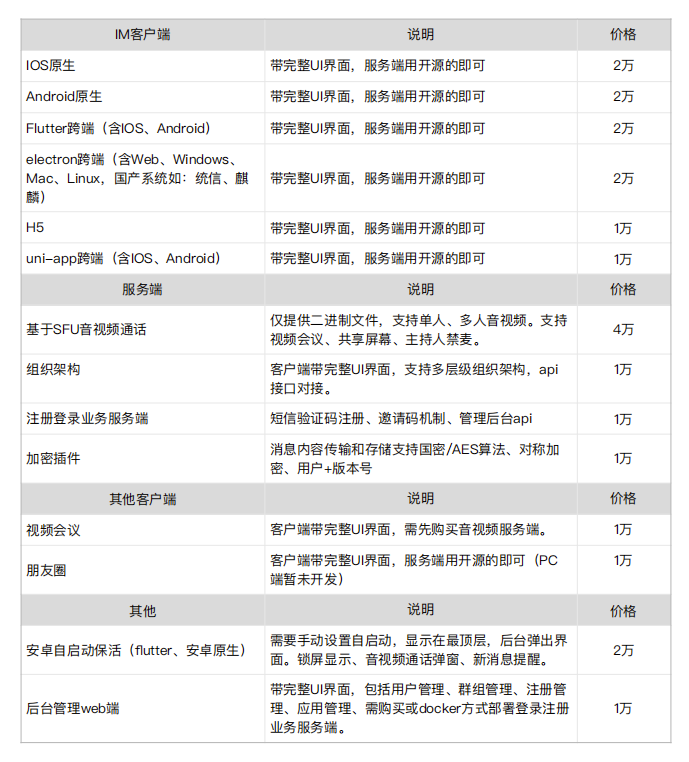 IM客户端 说明 价格
IOS原生 带完整UI界面，服务端用开源的即可 2万
Android原生 带完整UI界面，服务端用开源的即可 2万
Flutter跨端（含IOS、Android） 带完整UI界面，服务端用开源的即可 2万
electron跨端（含Web、Windows、
Mac、Linux，国产系统如：统信、麒
麟）
带完整UI界面，服务端用开源的即可 2万
H5 带完整UI界面，服务端用开源的即可 1万
uni-app跨端（含IOS、Android） 带完整UI界面，服务端用开源的即可 1万
服务端 说明 价格
基于SFU音视频通话
仅提供二进制文件，支持单人、多人音视频。支持
视频会议、共享屏幕、主持人禁麦。
4万
组织架构
客户端带完整UI界面，支持多层级组织架构，api
接口对接。
1万
注册登录业务服务端 短信验证码注册、邀请码机制、管理后台api 1万
加密插件
消息内容传输和存储支持国密/AES算法、对称加
密、用户+版本号
1万
其他客户端 说明 价格
视频会议 客户端带完整UI界面，需先购买音视频服务端。 1万
朋友圈
客户端带完整UI界面，服务端用开源的即可（PC
端暂未开发）
1万
其他 说明 价格
安卓自启动保活（flutter、安卓原生）
需要手动设置自启动，显示在最顶层，后台弹出界
面。锁屏显示、音视频通话弹窗、新消息提醒。
2万
后台管理web端
带完整UI界面，包括用户管理、群组管理、注册管
理、应用管理、需购买或docker方式部署登录注册
业务服务端。
1万